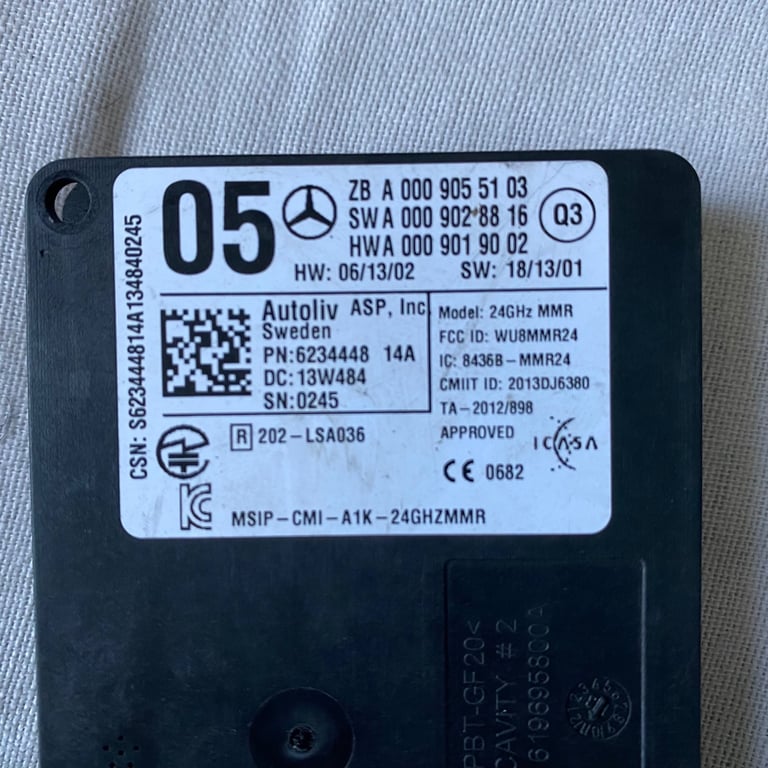 05
ZB A 000 905 51 03
SW A 000 902 88 16
HW A 000 901 90 02
Q3
HW: 06/13/02 SW: 18/13/01
CSN: S623444814A134840245
Autoliv ASP, Inc
Sweden
PN:6234448 14A
DC:13W484
SN:0245
Model: 24GHz MMR
FCC ID: WU8MMR24
IC: 8436B-MMR24
CMIIT ID: 2013DJ6380
TA-2012/898
APPROVED
ICASA
CE 0682
R 202-LSA036
MSIP-CMI-A1K-24GHZMMR
PBT-GF20<
CAVITY # 2
619695800A